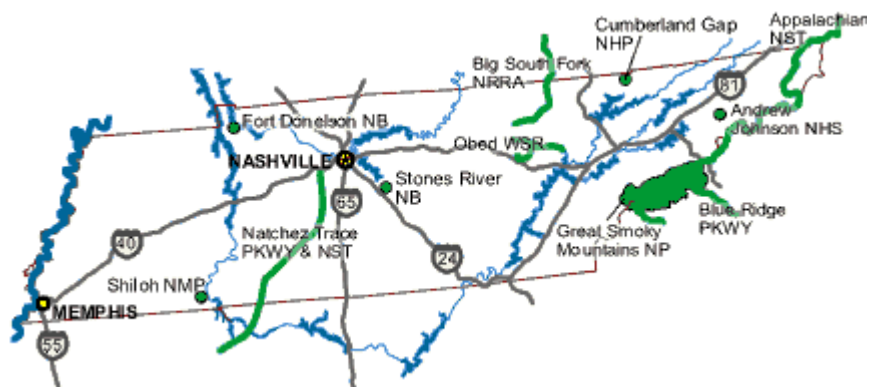 Appalachian
NST
Cumberland Gap
NHP
Big South Fork
NRRA
81
Andrew
Johnson NHS
Fort Donelson NB
Obed WSR
NASHVILLE
Stones River
NB
65
Blue Ridge
PKWY
Great Smoky
Mountains NP
Natchez Trace
PKWY & NST
40
24
Shiloh NMP
MEMPHIS
55